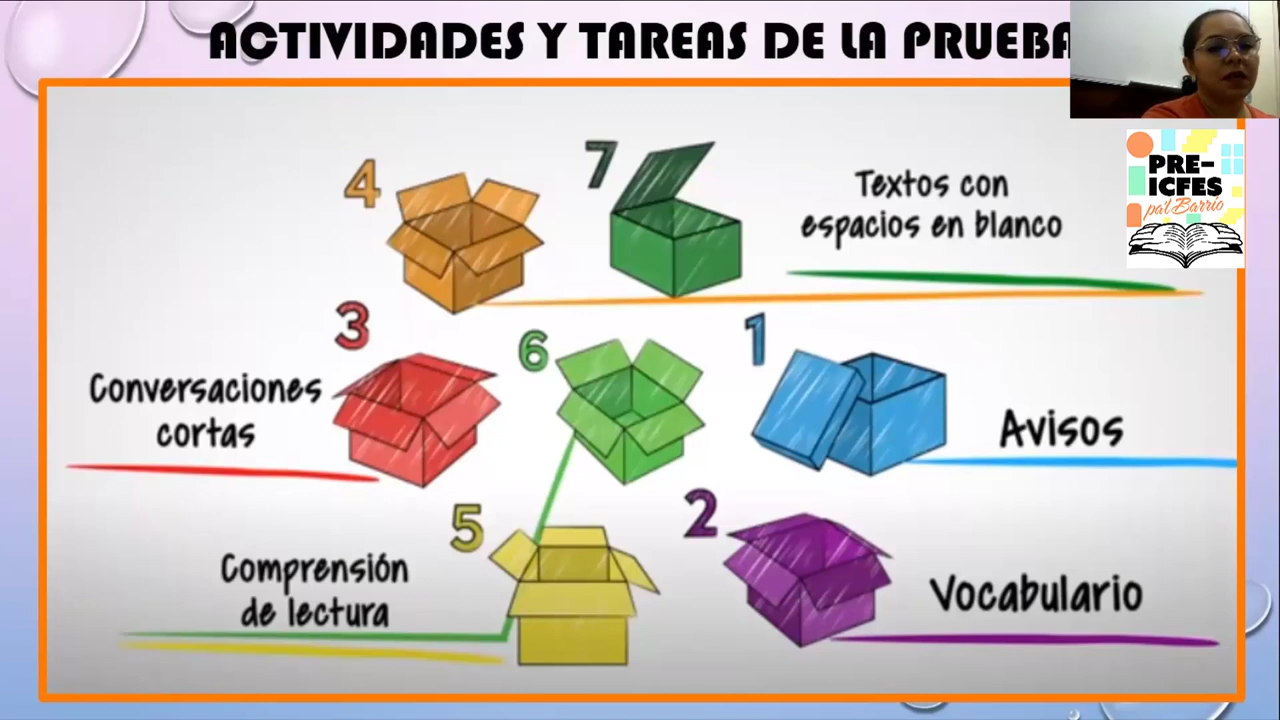 ACTIVIDADES Y TAREAS DE LA PRUEBA
PRE-
ICFES
pa'l Barrio
4
7
Textos con
espacios en blanco
3
6
1
Conversaciones
cortas
Avisos
5
2
Comprensión
de lectura
Vocabulario